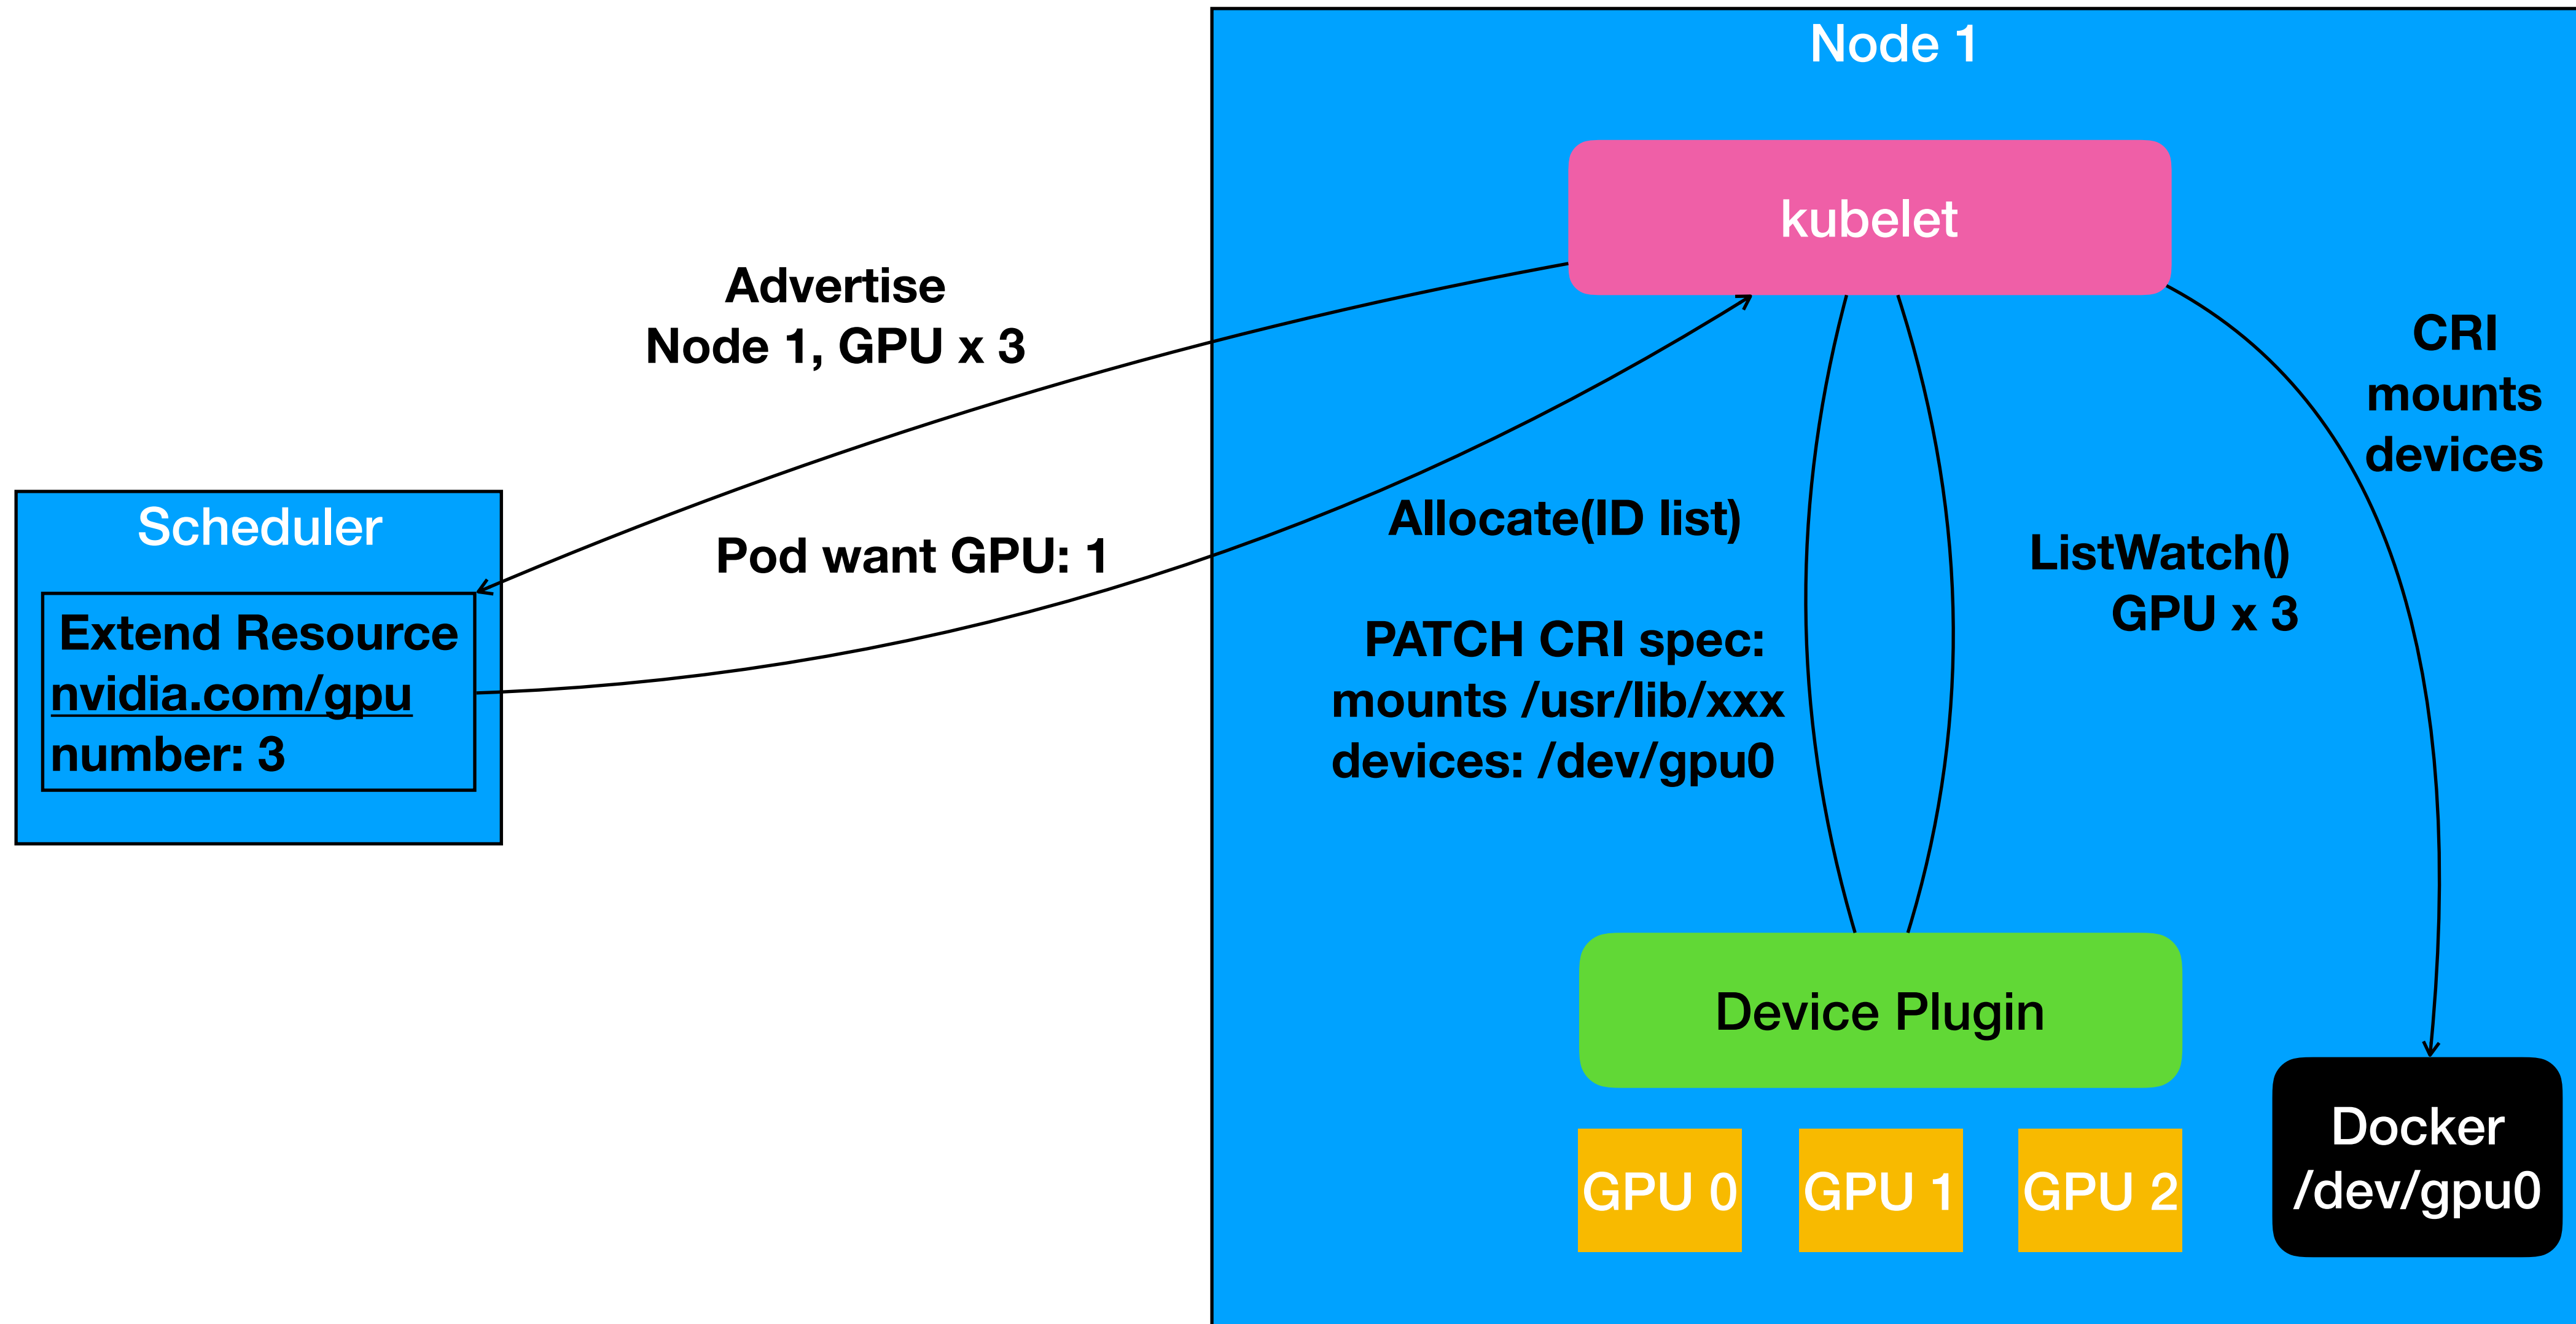 Node 1
kubelet
Advertise
Node 1, GPU x 3
CRI
mounts
devices
Scheduler
Extend Resource
nvidia.com/gpu
number: 3
Pod want GPU: 1
Allocate(ID list)
PATCH CRI spec:
mounts /usr/lib/xxx
devices: /dev/gpu0
ListWatch()
GPU x 3
Device Plugin
GPU 0
GPU 1
GPU 2
Docker
/dev/gpu0